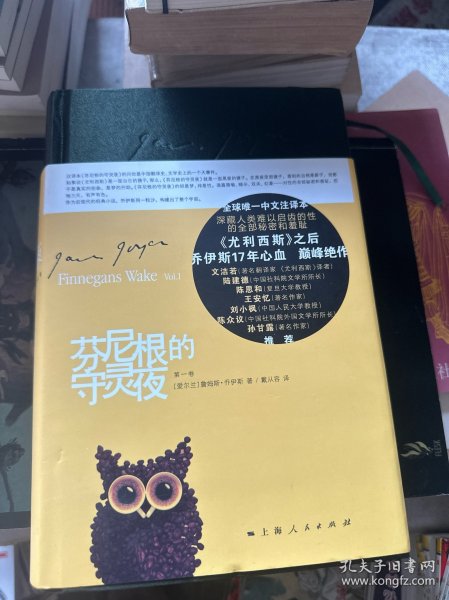 深藏人类难以启齿的性
的全部秘密和羞耻
全球唯一中文注译本
《尤利西斯》之后
乔伊斯17年心血 巅峰绝作
文洁若(著名翻译家《尤利西斯》译者)
陆建德(中国社科院文学所所长)
陈思和(复旦大学教授)
王安忆(著名作家)
刘小枫(中国人民大学教授)
陈众议(中国社科院外国文学所所长)
孙甘露(著名作家)
推荐
James Joyce
Finnegans Wake Vol.1
芬尼根的
守灵夜
第一卷
[爱尔兰]詹姆斯·乔伊斯 著/戴从容 译
上海人民出版社
社
孔夫子旧书网
www.kongfz.com